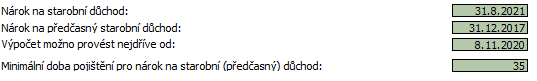 Nárok na starobní důchod: 31.8.2021
Nárok na předčasný starobní důchod: 31.12.2017
Výpočet možno provést nejdříve od: 8.11.2020
Minimální doba pojištění pro nárok na starobní (předčasný) důchod: 35